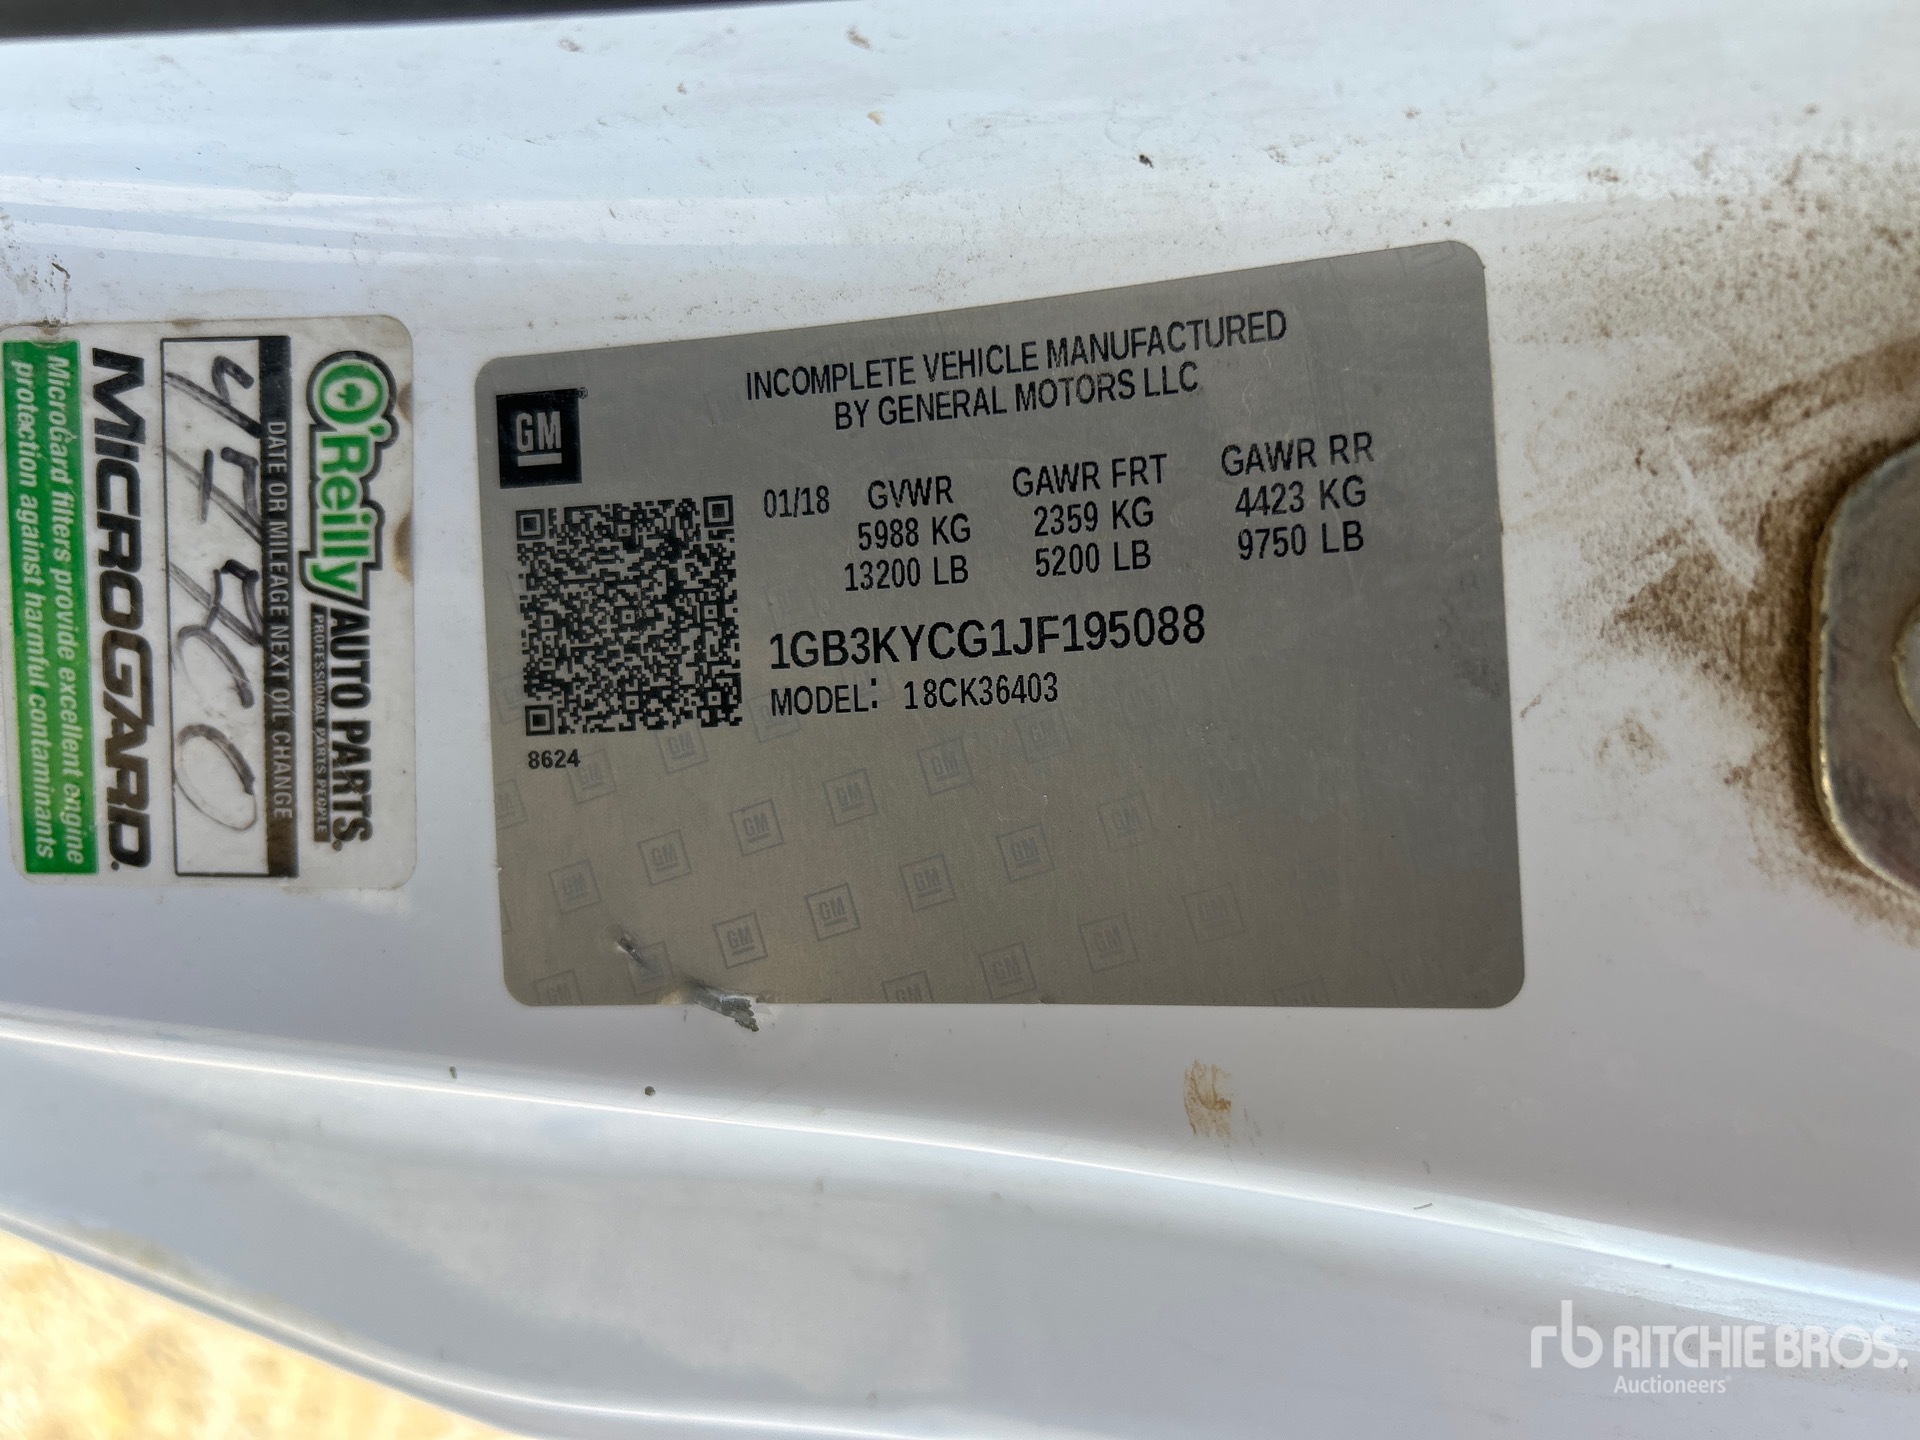 O'Reilly AUTO PARTS.
PROFESSIONAL PARTS PEOPLE
DATE OR MILEAGE NEXT OIL CHANGE
MICROGARD.
MicroGard filters provide excellent engine
protection against harmful contaminants
GM
INCOMPLETE VEHICLE MANUFACTURED
BY GENERAL MOTORS LLC
01/18 GVWR GAWR FRT GAWR RR
5988 KG 2359 KG 4423 KG
13200 LB 5200 LB 9750 LB
1GB3KYCG1JF195088
MODEL: 18CK36403
8624
rb RITCHIE BROS.
Auctioneers